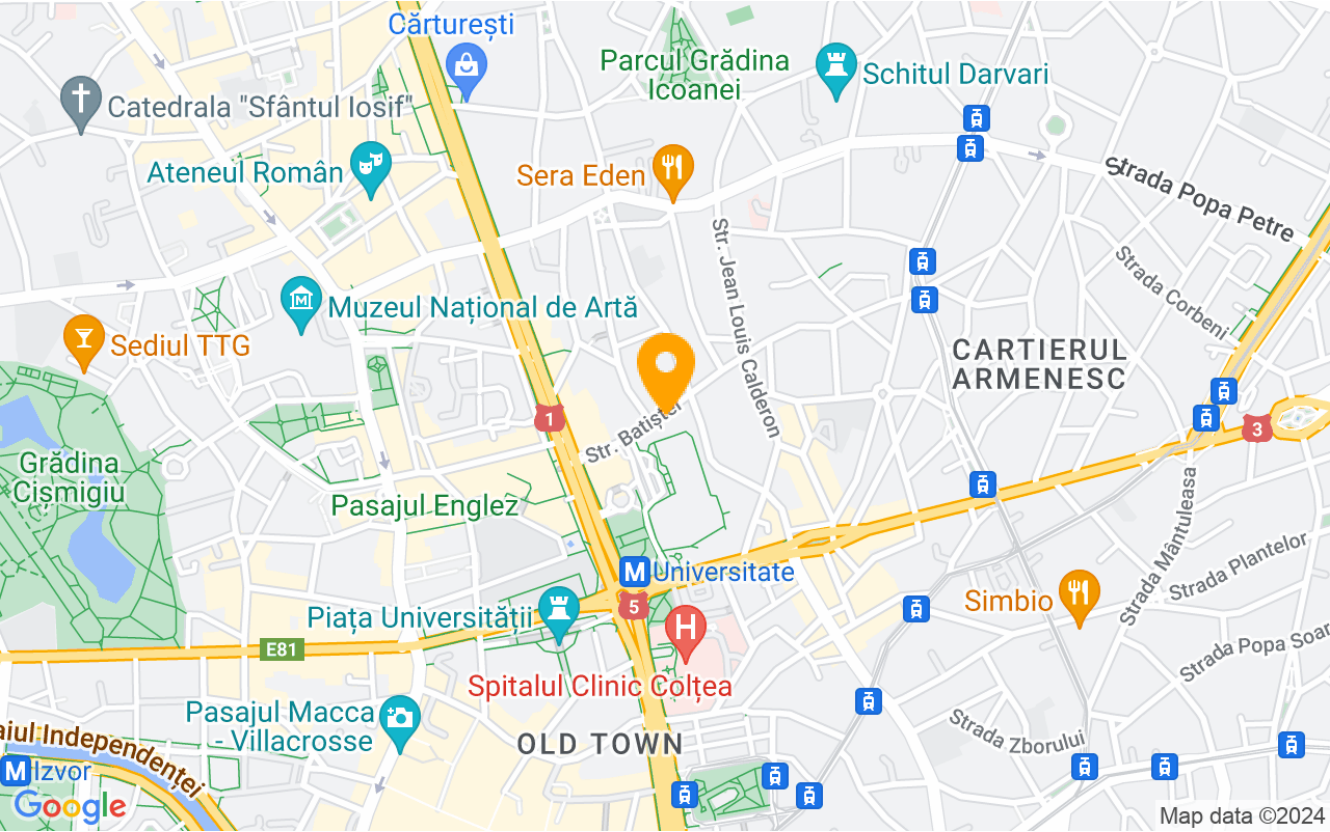 Cărturești
Parcul Grădina
Icoanei
Schitul Darvari
Catedrala "Sfântul Iosif"
Ateneul Român
Sera Eden
Strada Popa Petre
Str. Jean Louis Calderon
Strada Corbeni
Muzeul Național de Artă
Sediul TTG
CARTIERUL
ARMENESC
1
3
Str. Batiștei
Grădina
Cișmigiu
Pasajul Englez
Strada Mântuleasa
Strada Plantelor
M Universitate
5
Simbio
Piața Universității
H
E81
Strada Popa Soar
Spitalul Clinic Colțea
Pasajul Macca
- Villacrosse
OLD TOWN
Strada Zborului
aiul Independenței
M Izvor
Google
Map data ©2024